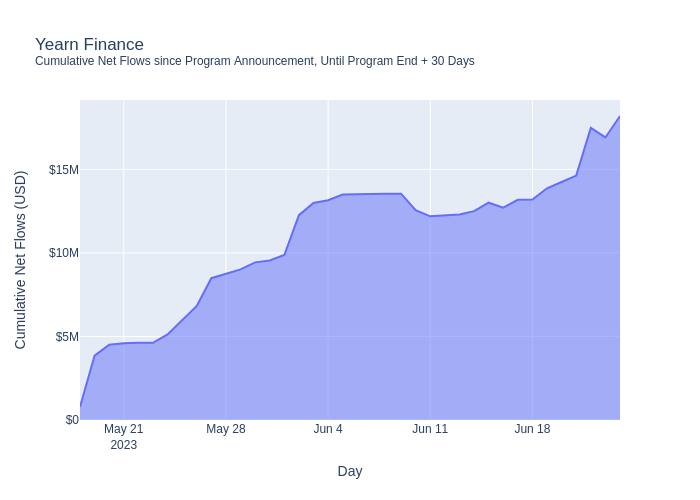 Yearn Finance
Cumulative Net Flows since Program Announcement, Until Program End + 30 Days
Cumulative Net Flows (USD)
$15M
$10M
$5M
$0
May 21
2023
May 28
Jun 4
Jun 11
Jun 18
Day